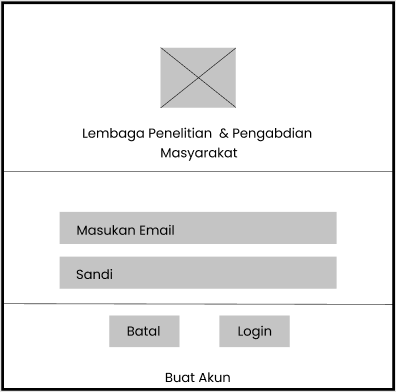 Lembaga Penelitian & Pengabdian
Masyarakat
Masukan Email
Sandi
Batal Login
Buat Akun